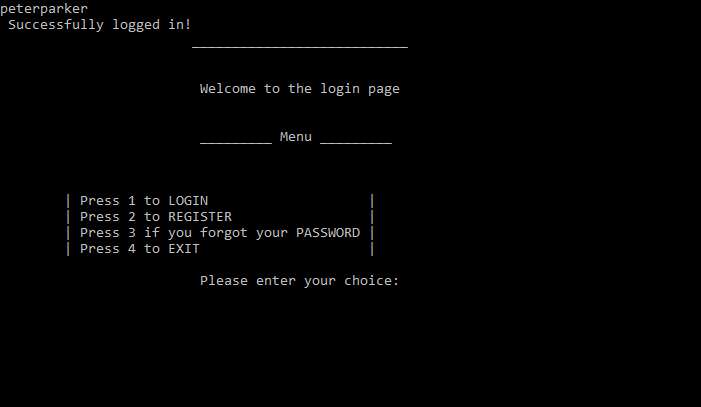 peterparker
Successfully logged in!
___________________________
Welcome to the login page
_________ Menu _________
| Press 1 to LOGIN |
| Press 2 to REGISTER |
| Press 3 if you forgot your PASSWORD |
| Press 4 to EXIT |
Please enter your choice: